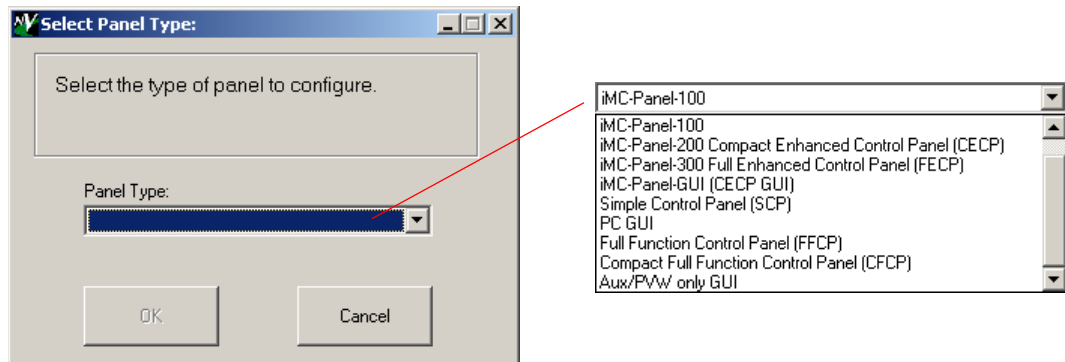 Select Panel Type:
Select the type of panel to configure.
Panel Type:
OK
Cancel
iMC-Panel-100
iMC-Panel-100
iMC-Panel-200 Compact Enhanced Control Panel (CECP)
iMC-Panel-300 Full Enhanced Control Panel (FECP)
iMC-Panel-GUI (CECP GUI)
Simple Control Panel (SCP)
PC GUI
Full Function Control Panel (FFCP)
Compact Full Function Control Panel (CFCP)
Aux/PVW only GUI